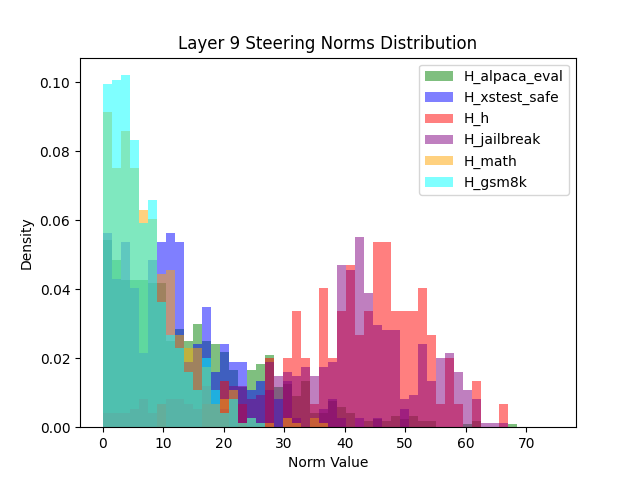 Layer 9 Steering Norms Distribution
H_alpaca_eval
H_xstest_safe
H_h
H_jailbreak
H_math
H_gsm8k
Density
0.10
0.08
0.06
0.04
0.02
0.00
0 10 20 30 40 50 60 70
Norm Value